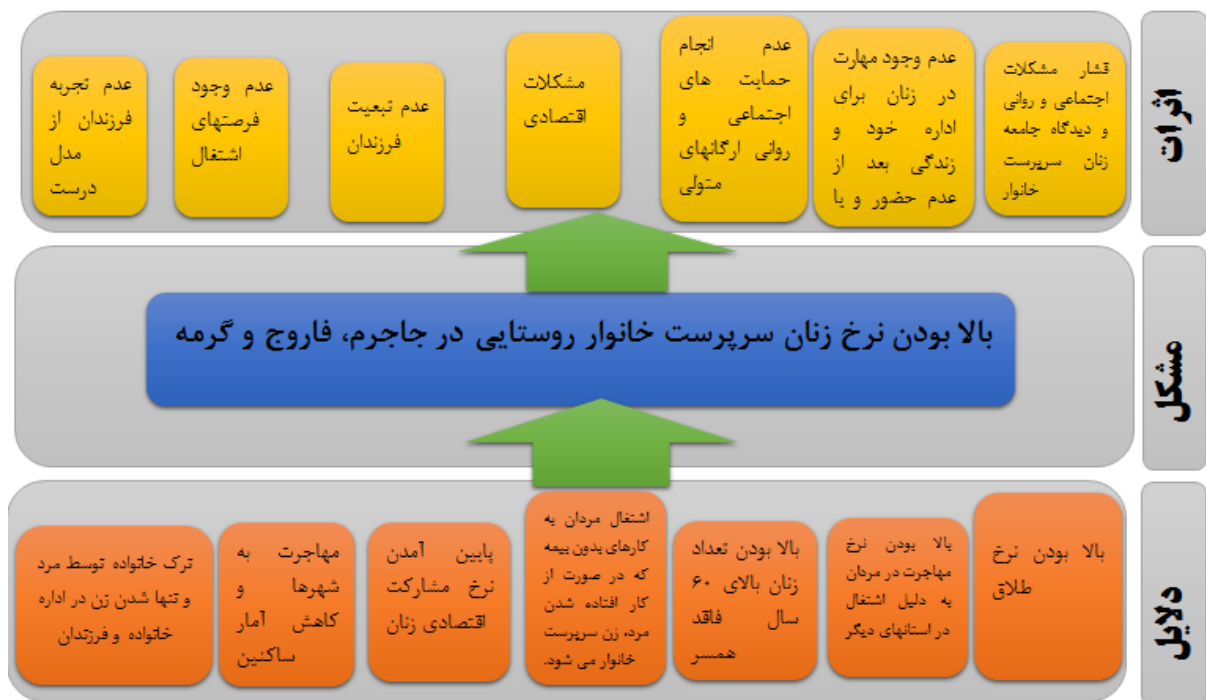 اثرات
فشار مشکلات
اجتماعی و روانی
و دیدگاه جامعه
زنان سرپرست
خانوار
عدم وجود مهارت
در زنان برای
اداره خود و
زندگی بعد از
عدم حضور و یا
عدم انجام
حمایت های
اجتماعی و
روانی ارگانهای
متولی
مشکلات
اقتصادی
عدم تبعیت
فرزندان
عدم وجود
فرصتهای
اشتغال
عدم تجربه
فرزندان از
مدل
درست
مشکل
بالا بودن نرخ زنان سرپرست خانوار روستایی در جاجرم، فاروج و گرمه
دلایل
بالا بودن نرخ
طلاق
بالا بودن نرخ
مهاجرت در مردان
به دلیل اشتغال
در استانهای دیگر
بالا بودن تعداد
زنان بالای ۶۰
سال فاقد
همسر
اشتغال مردان به
کارهای بدون بیمه
که در صورت از
کار افتاده شدن
مرد، زن سرپرست
خانوار می شود.
پایین آمدن
نرخ مشارکت
اقتصادی زنان
مهاجرت به
شهرها و
کاهش آمار
ساکنین
ترک خانواده توسط مرد
و تنها شدن زن در اداره
خانواده و فرزندان